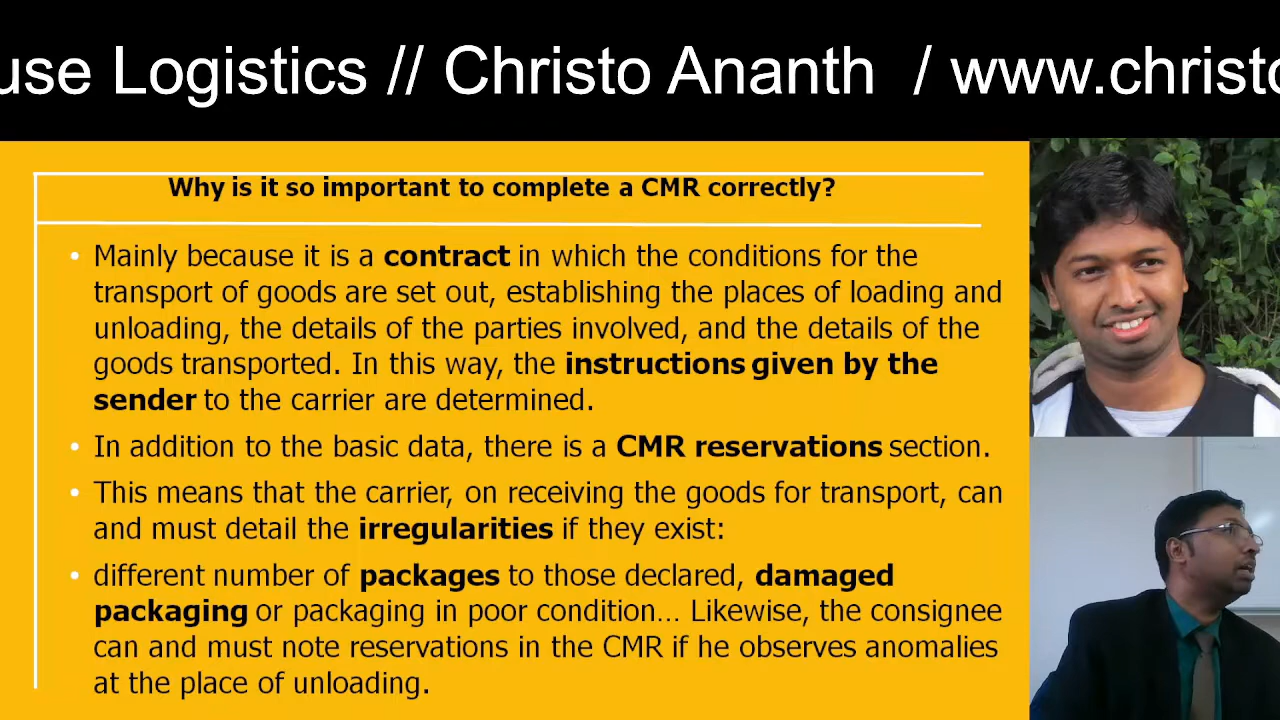 use Logistics // Christo Ananth / www.christo
Why is it so important to complete a CMR correctly?
• Mainly because it is a contract in which the conditions for the
transport of goods are set out, establishing the places of loading and
unloading, the details of the parties involved, and the details of the
goods transported. In this way, the instructions given by the
sender to the carrier are determined.
• In addition to the basic data, there is a CMR reservations section.
• This means that the carrier, on receiving the goods for transport, can
and must detail the irregularities if they exist:
• different number of packages to those declared, damaged
packaging or packaging in poor condition… Likewise, the consignee
can and must note reservations in the CMR if he observes anomalies
at the place of unloading.